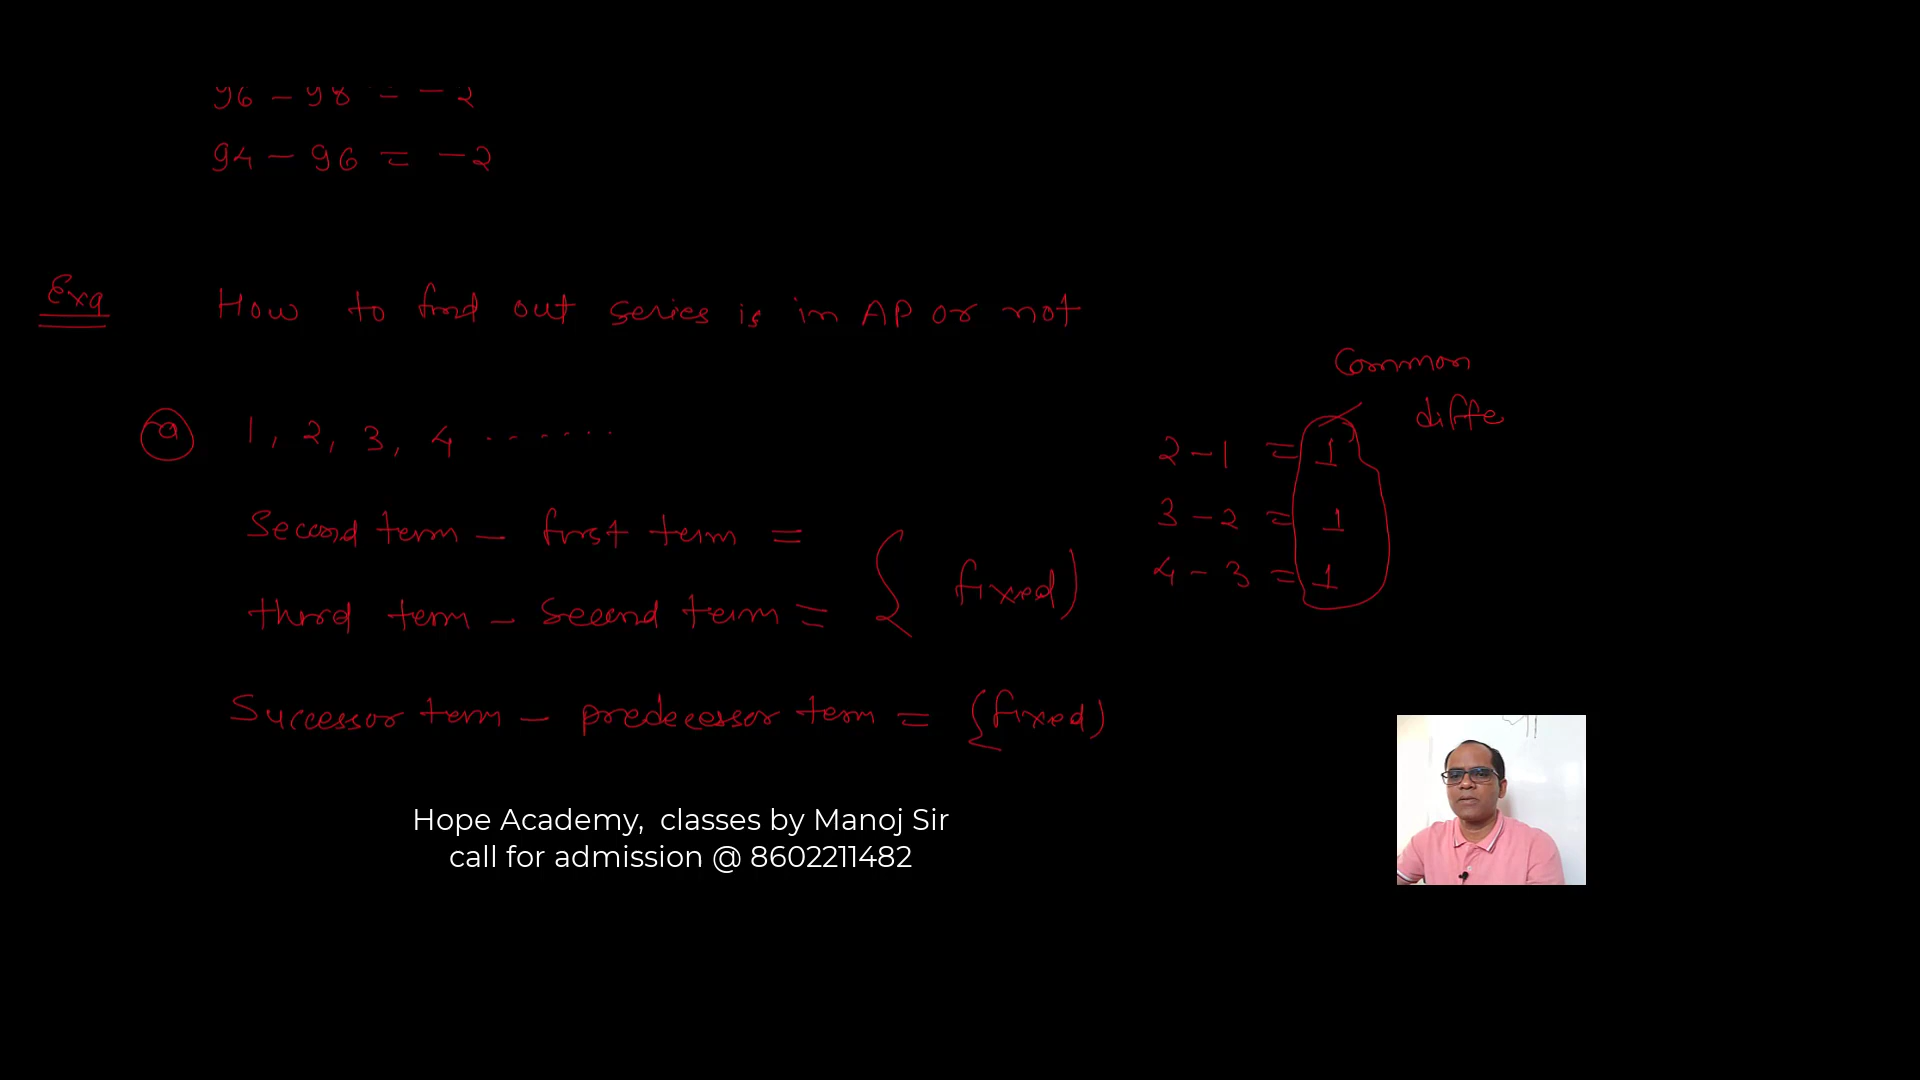 96 - 98 = -2
94 - 96 = -2
Exa How to find out series is in AP or not
Common
diffe
a 1, 2, 3, 4 .......
2 - 1 = 1
3 - 2 = 1
4 - 3 = 1
Second term - first term =
third term - second term = { fixed)
Successor term - predecessor term = {fixed)
Hope Academy, classes by Manoj Sir
call for admission @ 8602211482